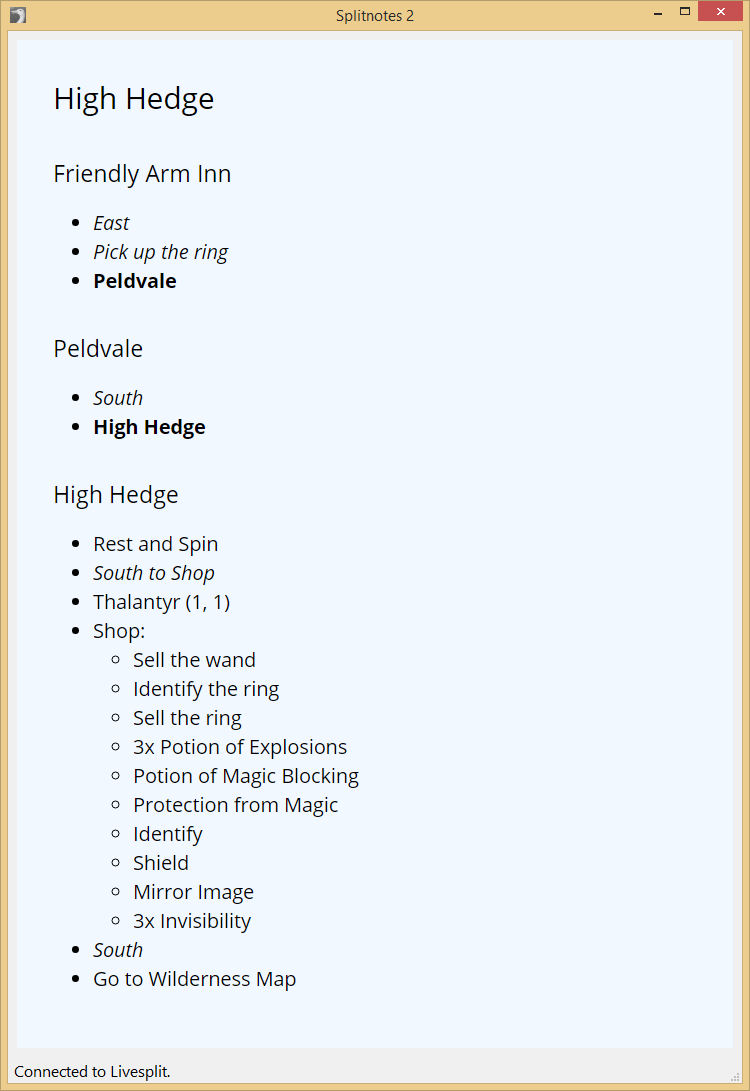 Splitnotes 2
High Hedge
Friendly Arm Inn
East
Pick up the ring
Peldvale
Peldvale
South
High Hedge
High Hedge
Rest and Spin
South to Shop
Thalantyr (1, 1)
Shop:
Sell the wand
Identify the ring
Sell the ring
3x Potion of Explosions
Potion of Magic Blocking
Protection from Magic
Identify
Shield
Mirror Image
3x Invisibility
South
Go to Wilderness Map
Connected to Livesplit.